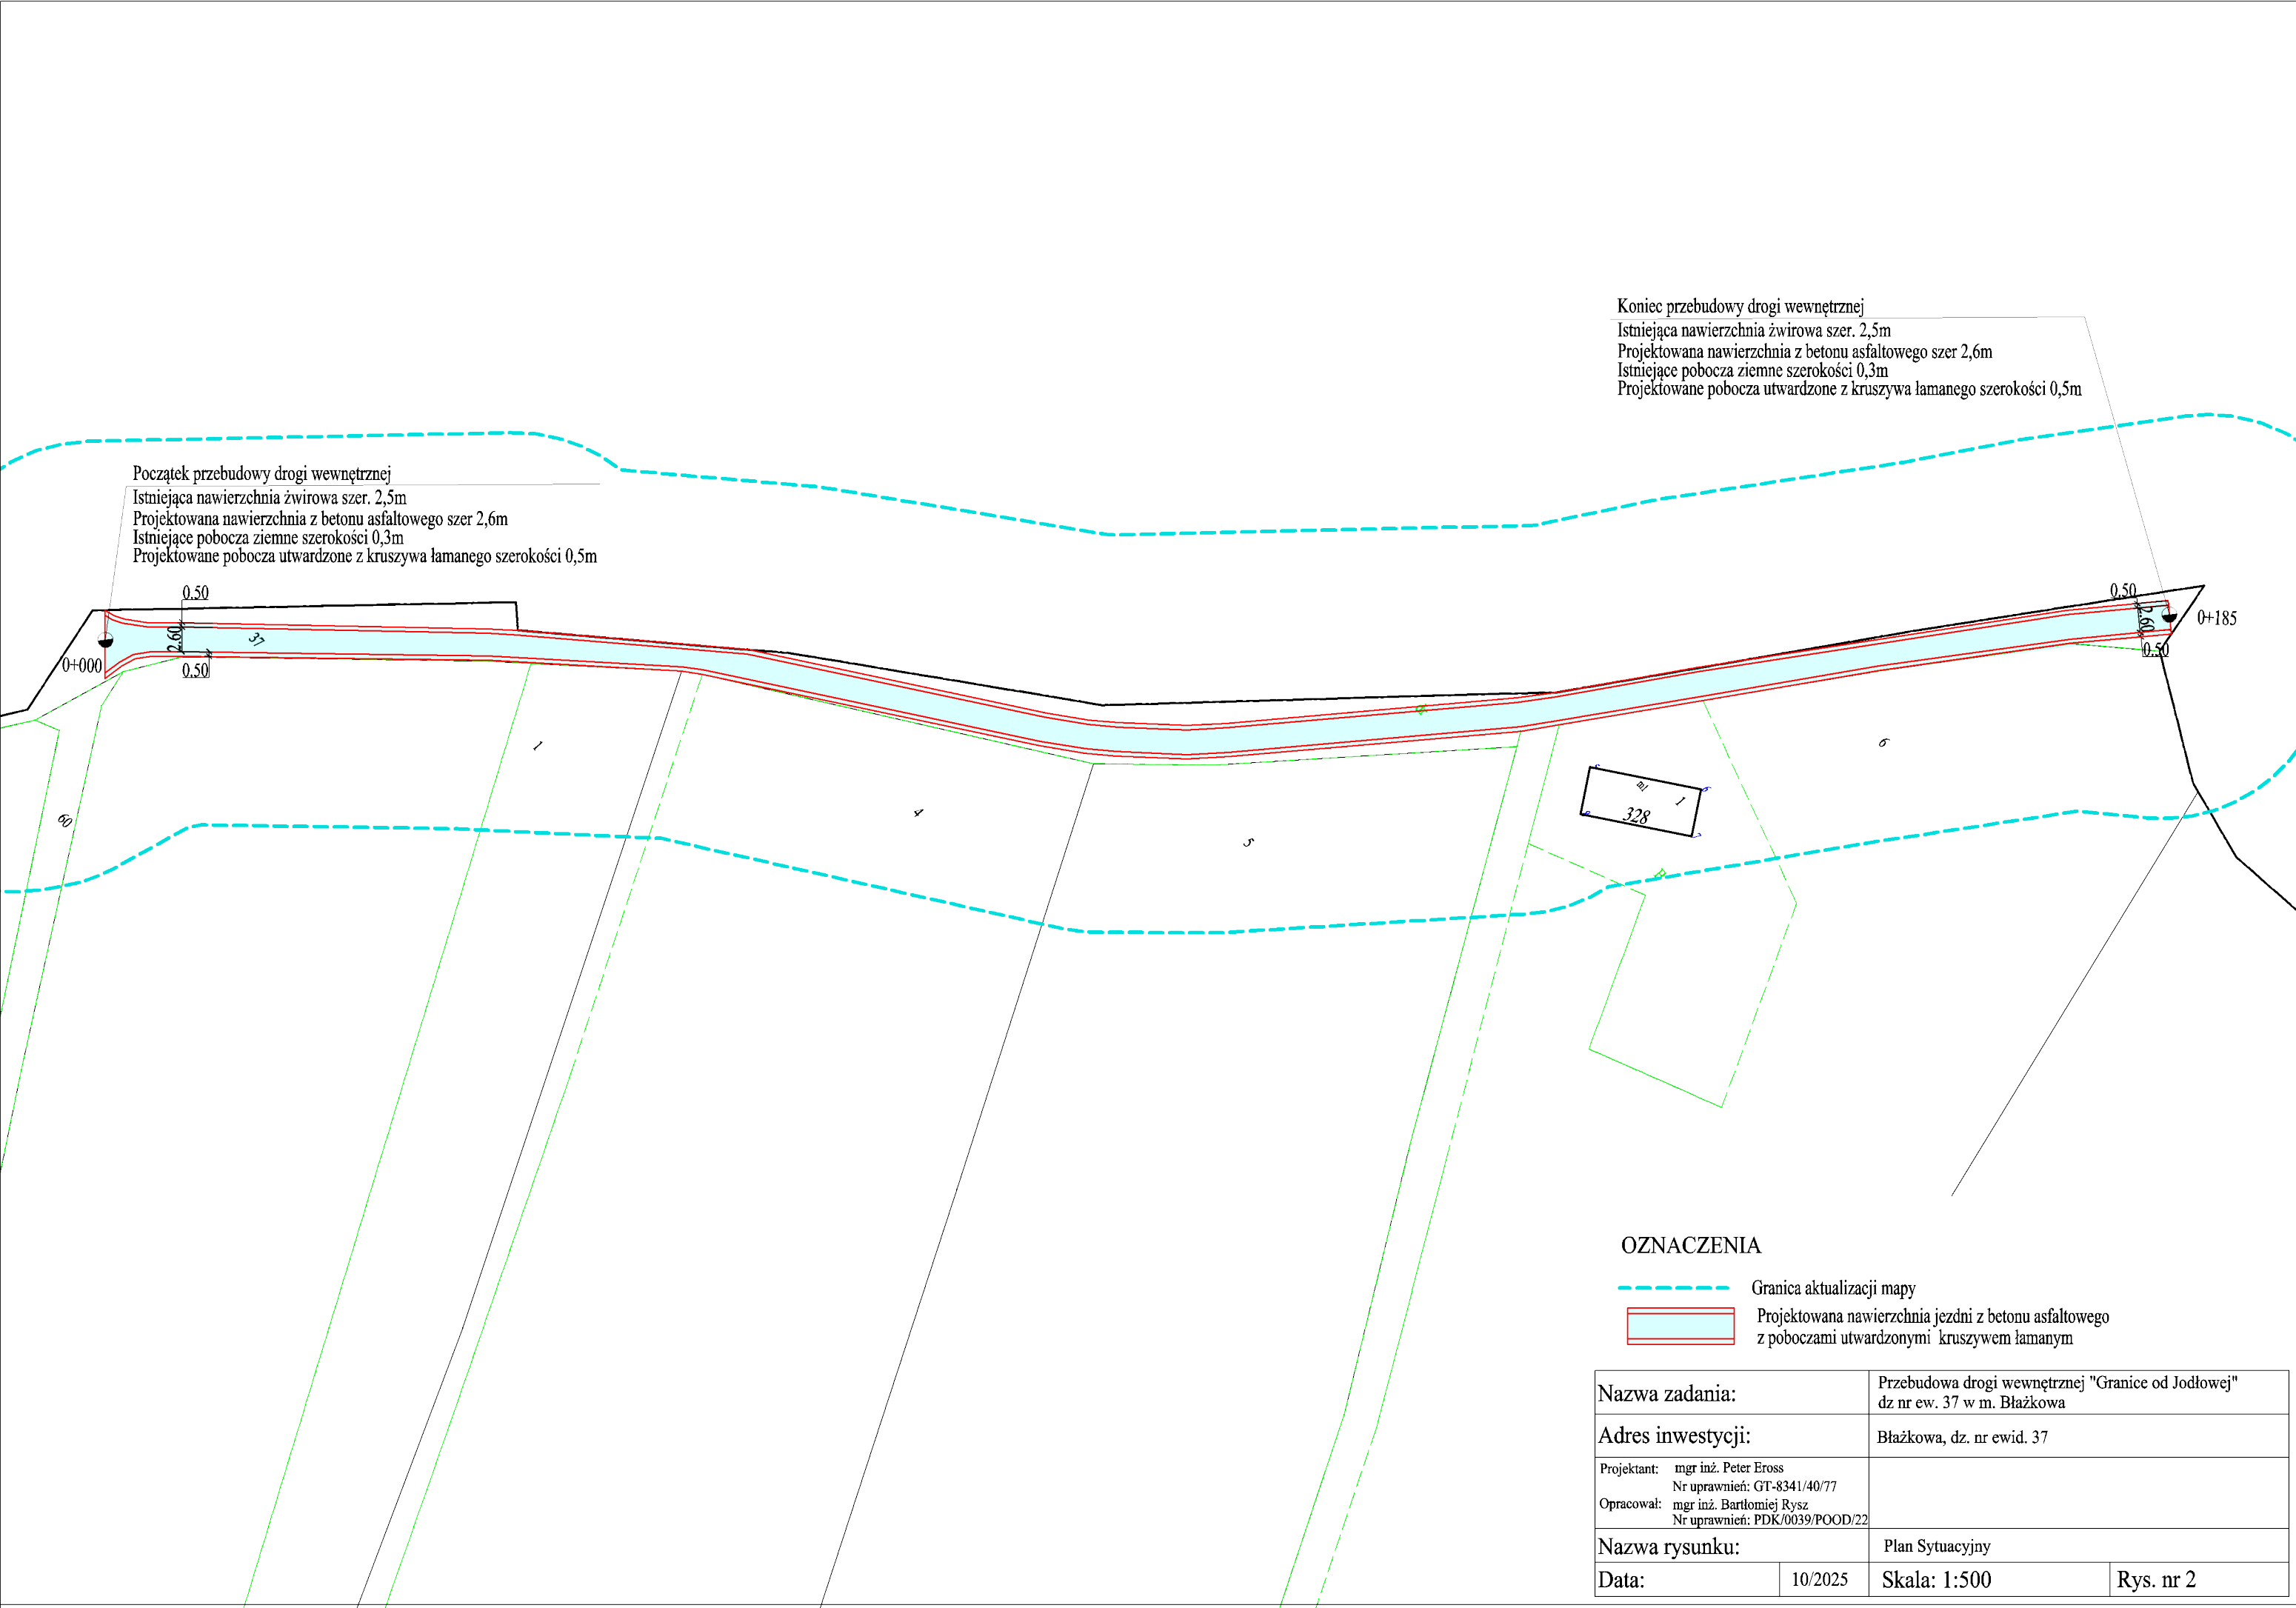 Koniec przebudowy drogi wewnętrznej
Istniejąca nawierzchnia żwirowa szer. 2,5m
Projektowana nawierzchnia z betonu asfaltowego szer 2,6m
Istniejące pobocza ziemne szerokości 0,3m
Projektowane pobocza utwardzone z kruszywa łamanego szerokości 0,5m
Początek przebudowy drogi wewnętrznej
Istniejąca nawierzchnia żwirowa szer. 2,5m
Projektowana nawierzchnia z betonu asfaltowego szer 2,6m
Istniejące pobocza ziemne szerokości 0,3m
Projektowane pobocza utwardzone z kruszywa łamanego szerokości 0,5m
0.50
2.60
0.50
37
0+000
0.50
2.60
0.50
0+185
1
4
5
6
60
m1
1
328
R
OZNACZENIA
Granica aktualizacji mapy
Projektowana nawierzchnia jezdni z betonu asfaltowego
z poboczami utwardzonymi kruszywem łamanym
Nazwa zadania:
Przebudowa drogi wewnętrznej "Granice od Jodłowej"
dz nr ew. 37 w m. Błażkowa
Adres inwestycji:
Błażkowa, dz. nr ewid. 37
Projektant: mgr inż. Peter Eross
Nr uprawnień: GT-8341/40/77
Opracował: mgr inż. Bartłomiej Rysz
Nr uprawnień: PDK/0039/POOD/22
Nazwa rysunku:
Plan Sytuacyjny
Data:
10/2025
Skala: 1:500
Rys. nr 2